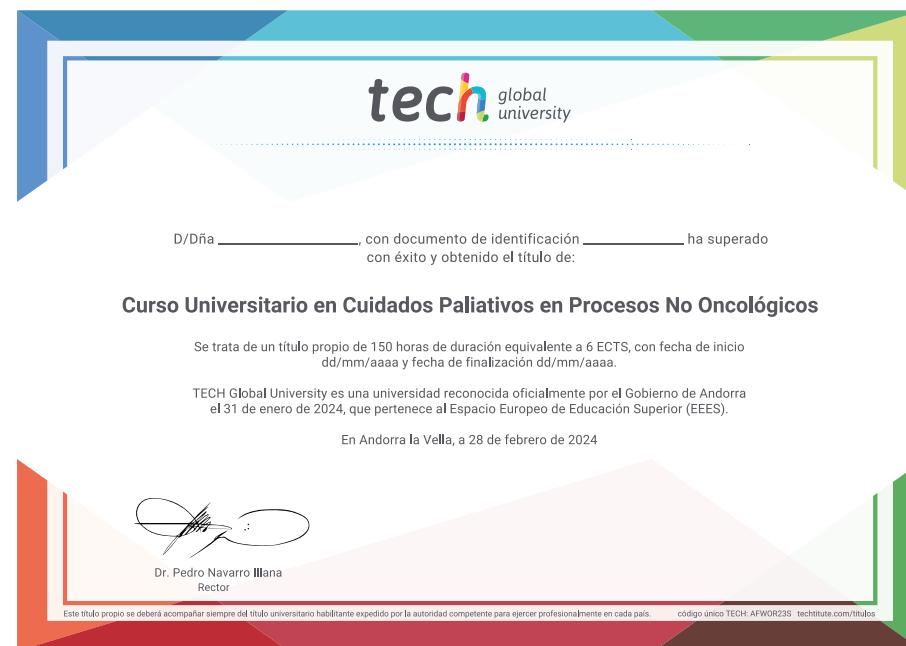 tech global university
D/Dña ____________________, con documento de identificación ______________ ha superado
con éxito y obtenido el título de:
Curso Universitario en Cuidados Paliativos en Procesos No Oncológicos
Se trata de un título propio de 150 horas de duración equivalente a 6 ECTS, con fecha de inicio
dd/mm/aaaa y fecha de finalización dd/mm/aaaa.
TECH Global University es una universidad reconocida oficialmente por el Gobierno de Andorra
el 31 de enero de 2024, que pertenece al Espacio Europeo de Educación Superior (EEES).
En Andorra la Vella, a 28 de febrero de 2024
Dr. Pedro Navarro Illana
Rector
Este título propio se deberá acompañar siempre del título universitario habilitante expedido por la autoridad competente para ejercer profesionalmente en cada país. código único TECH: AFWOR23S techtitute.com/titulos